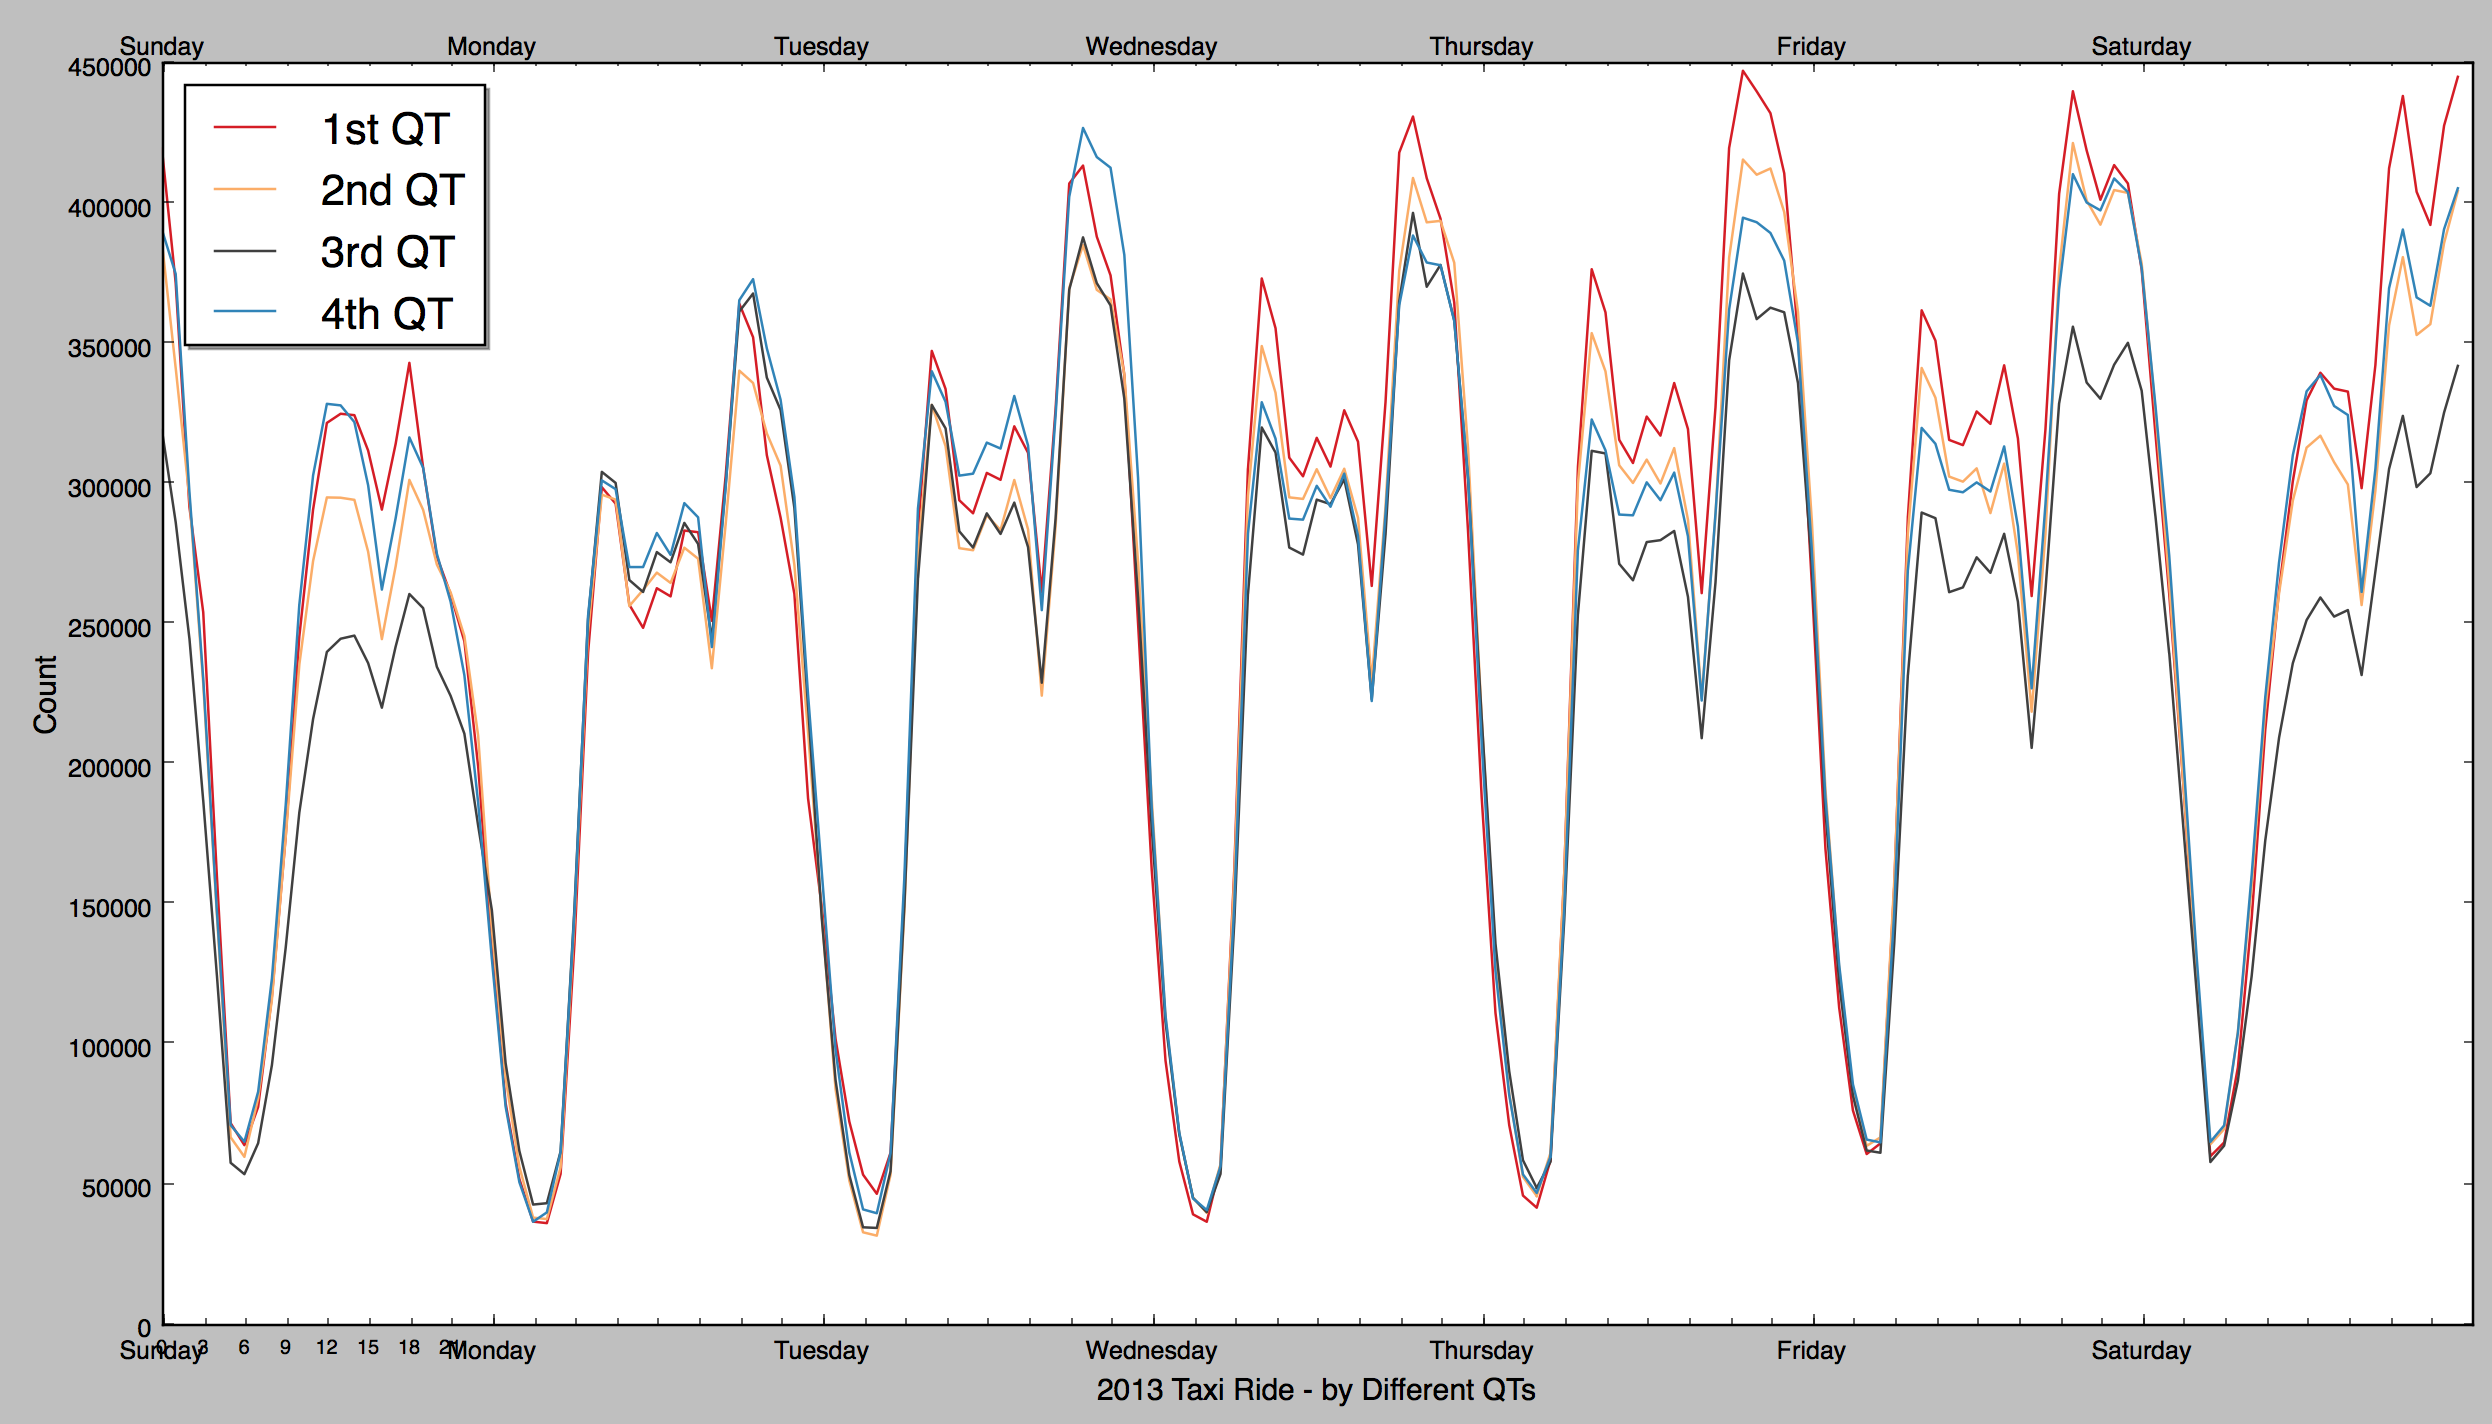 Sunday Monday Tuesday Wednesday Thursday Friday Saturday
450000
400000
350000
300000
250000
200000
150000
100000
50000
0
1st QT
2nd QT
3rd QT
4th QT
Count
0 3 6 9 12 15 18 21
Sunday Monday Tuesday Wednesday Thursday Friday Saturday
2013 Taxi Ride - by Different QTs